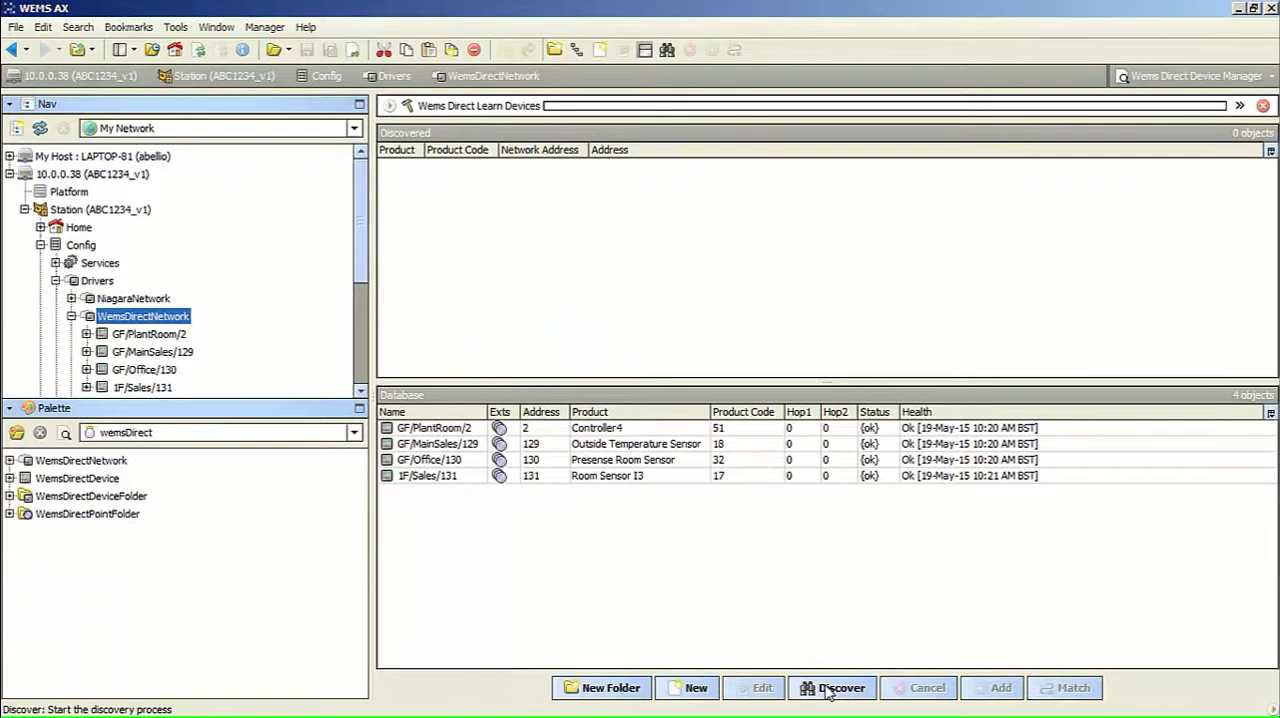 WEMS AX
File Edit Search Bookmarks Tools Window Manager Help
10.0.0.38 (ABC1234_v1) Station (ABC1234_v1) Config Drivers WemsDirectNetwork Wems Direct Device Manager
Nav
My Network
My Host : LAPTOP-81 (abellio)
10.0.0.38 (ABC1234_v1)
Platform
Station (ABC1234_v1)
Home
Config
Services
Drivers
NiagaraNetwork
WemsDirectNetwork
GF/PlantRoom/2
GF/MainSales/129
GF/Office/130
1F/Sales/131
Palette
wemsDirect
WemsDirectNetwork
WemsDirectDevice
WemsDirectDeviceFolder
WemsDirectPointFolder
Wems Direct Learn Devices
Discovered 0 objects
Product Product Code Network Address Address
Database 4 objects
Name Exts Address Product Product Code Hop1 Hop2 Status Health
GF/PlantRoom/2 2 Controller4 51 0 0 {ok} Ok [19-May-15 10:20 AM BST]
GF/MainSales/129 129 Outside Temperature Sensor 18 0 0 {ok} Ok [19-May-15 10:20 AM BST]
GF/Office/130 130 Presense Room Sensor 32 0 0 {ok} Ok [19-May-15 10:20 AM BST]
1F/Sales/131 131 Room Sensor I3 17 0 0 {ok} Ok [19-May-15 10:21 AM BST]
New Folder New Edit Discover Cancel Add Match
Discover: Start the discovery process